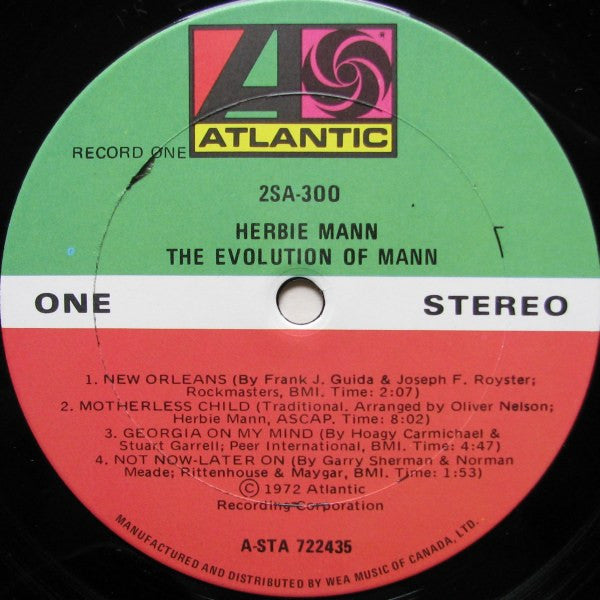 ATLANTIC
RECORD ONE
2SA-300
HERBIE MANN
THE EVOLUTION OF MANN
ONE
STEREO
1. NEW ORLEANS (By Frank J. Guida & Joseph F. Royster;
Rockmasters, BMI. Time: 2:07)
2. MOTHERLESS CHILD (Traditional. Arranged by Oliver Nelson;
Herbie Mann, ASCAP. Time: 8:02)
3. GEORGIA ON MY MIND (By Hoagy Carmichael &
Stuart Garrell; Peer International, BMI. Time: 4:47)
4. NOT NOW-LATER ON (By Garry Sherman & Norman
Meade; Rittenhouse & Maygar, BMI. Time: 1:53)
Ⓒ 1972 Atlantic
Recording Corporation
A-STA 722435
MANUFACTURED AND DISTRIBUTED BY WEA MUSIC OF CANADA, LTD.